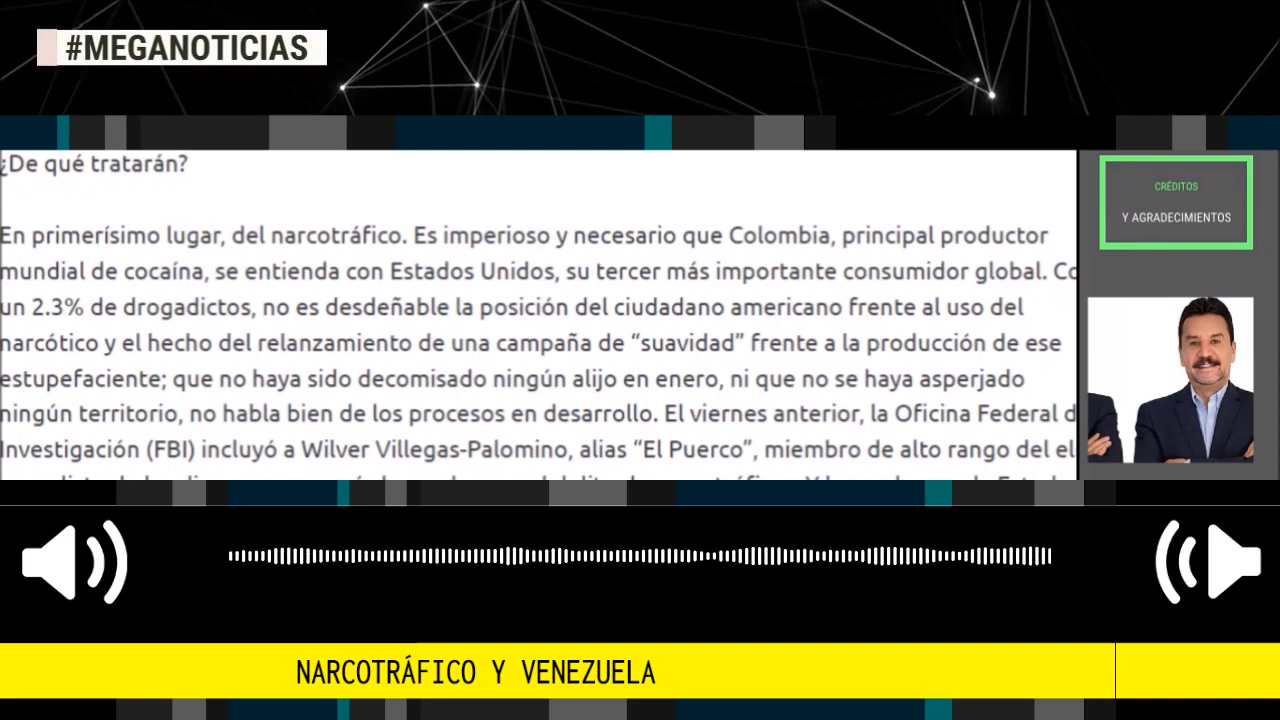 #MEGANOTICIAS
¿De qué tratarán?
En primerísimo lugar, del narcotráfico. Es imperioso y necesario que Colombia, principal productor
mundial de cocaína, se entienda con Estados Unidos, su tercer más importante consumidor global. Co
un 2.3% de drogadictos, no es desdeñable la posición del ciudadano americano frente al uso del
narcótico y el hecho del relanzamiento de una campaña de “suavidad” frente a la producción de ese
estupefaciente; que no haya sido decomisado ningún alijo en enero, ni que no se haya asperjado
ningún territorio, no habla bien de los procesos en desarrollo. El viernes anterior, la Oficina Federal d
Investigación (FBI) incluyó a Wilver Villegas-Palomino, alias “El Puerco”, miembro de alto rango del el
CRÉDITOS
Y AGRADECIMIENTOS
NARCOTRÁFICO Y VENEZUELA